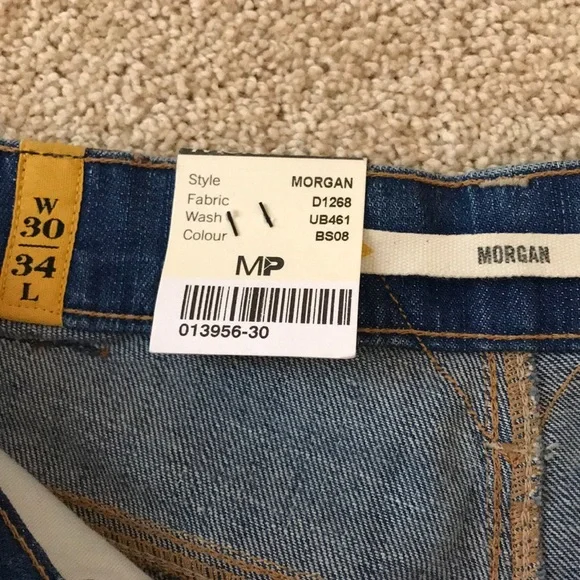 W
30
34
L
Style MORGAN
Fabric D1268
Wash UB461
Colour BS08
MP
013956-30
MORGAN